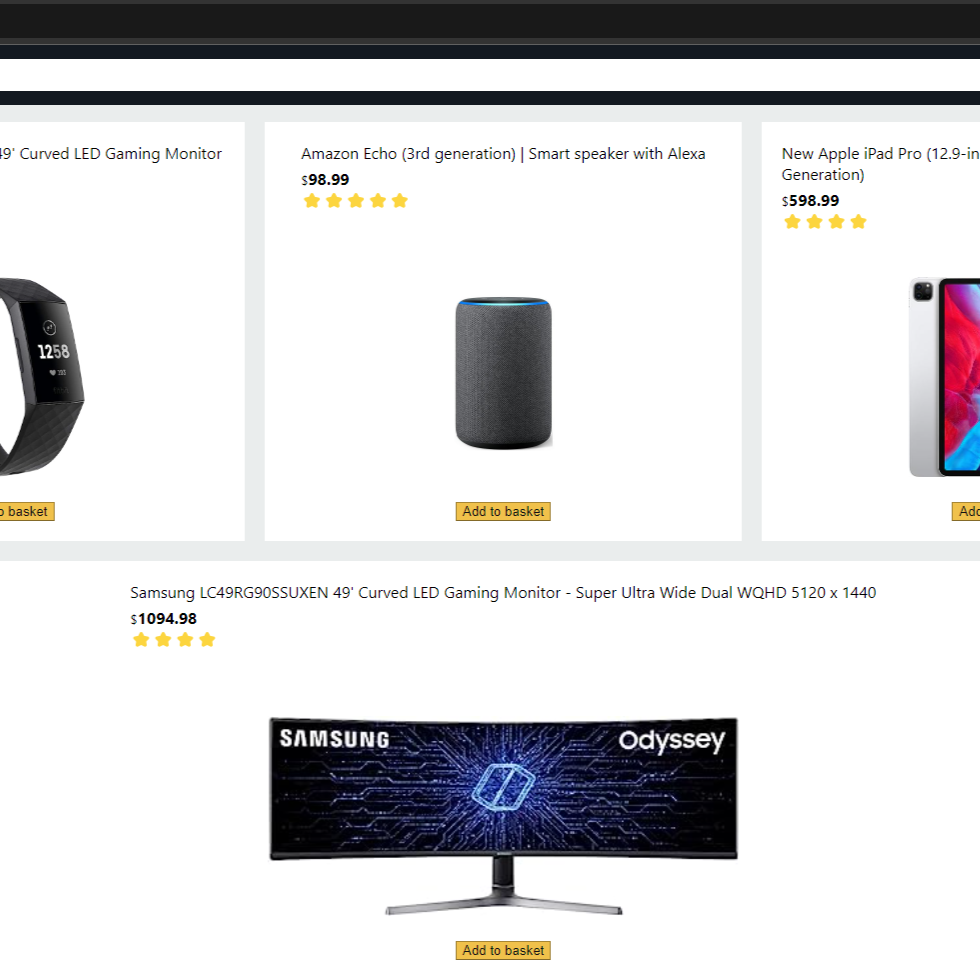 49' Curved LED Gaming Monitor
Amazon Echo (3rd generation) | Smart speaker with Alexa
$98.99
New Apple iPad Pro (12.9-in
Generation)
$598.99
1258
to basket
Add to basket
Add
Samsung LC49RG90SSUXEN 49' Curved LED Gaming Monitor - Super Ultra Wide Dual WQHD 5120 x 1440
$1094.98
SAMSUNG
Odyssey
Add to basket